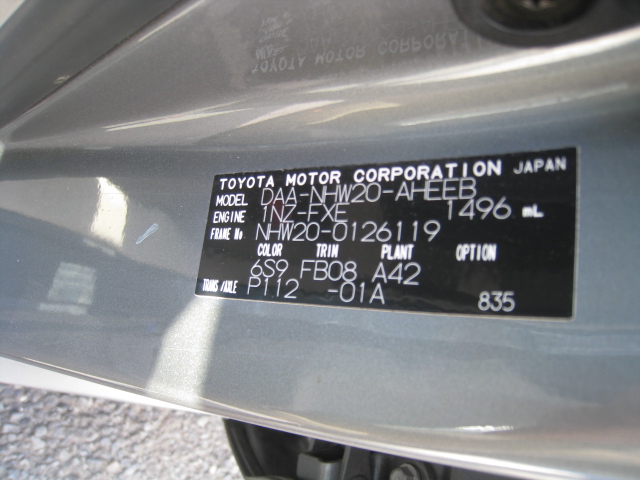 TOYOTA MOTOR CORPORATION JAPAN
MODEL DAA-NHW20-AHEEB
ENGINE 1NZ-FXE 1496 mL
FRAME No NHW20-0126119
COLOR TRIM PLANT OPTION
6S9 FB08 A42
TRANS/AXLE P112 -01A
835
TOYOTA MOTOR CORPORATION